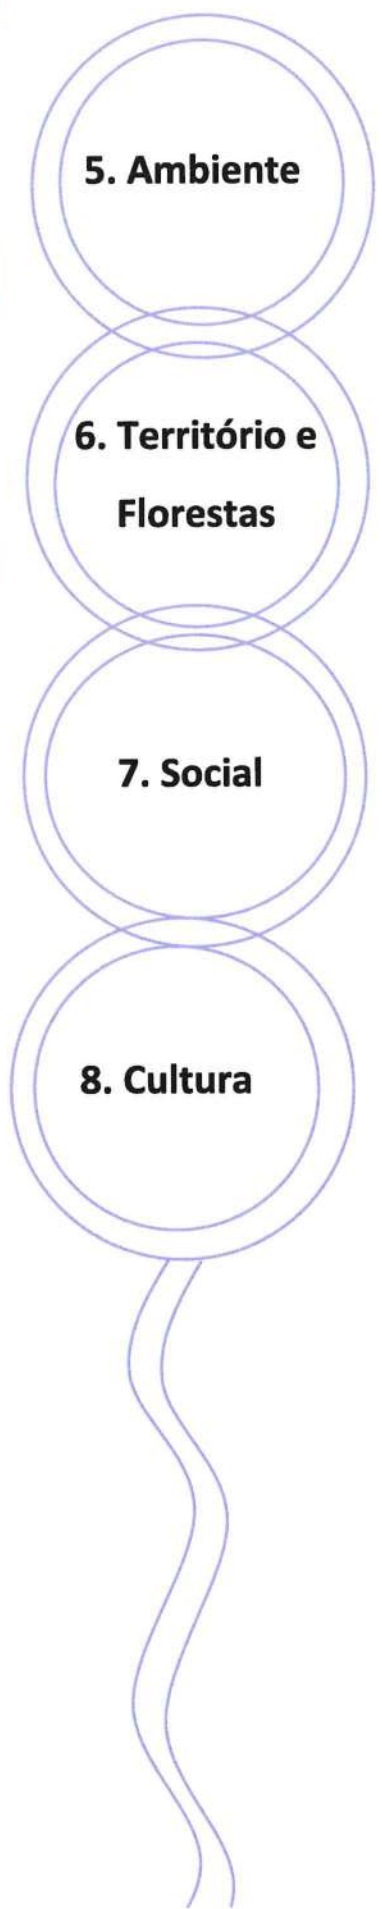 5. Ambiente
6. Território e
Florestas
7. Social
8. Cultura